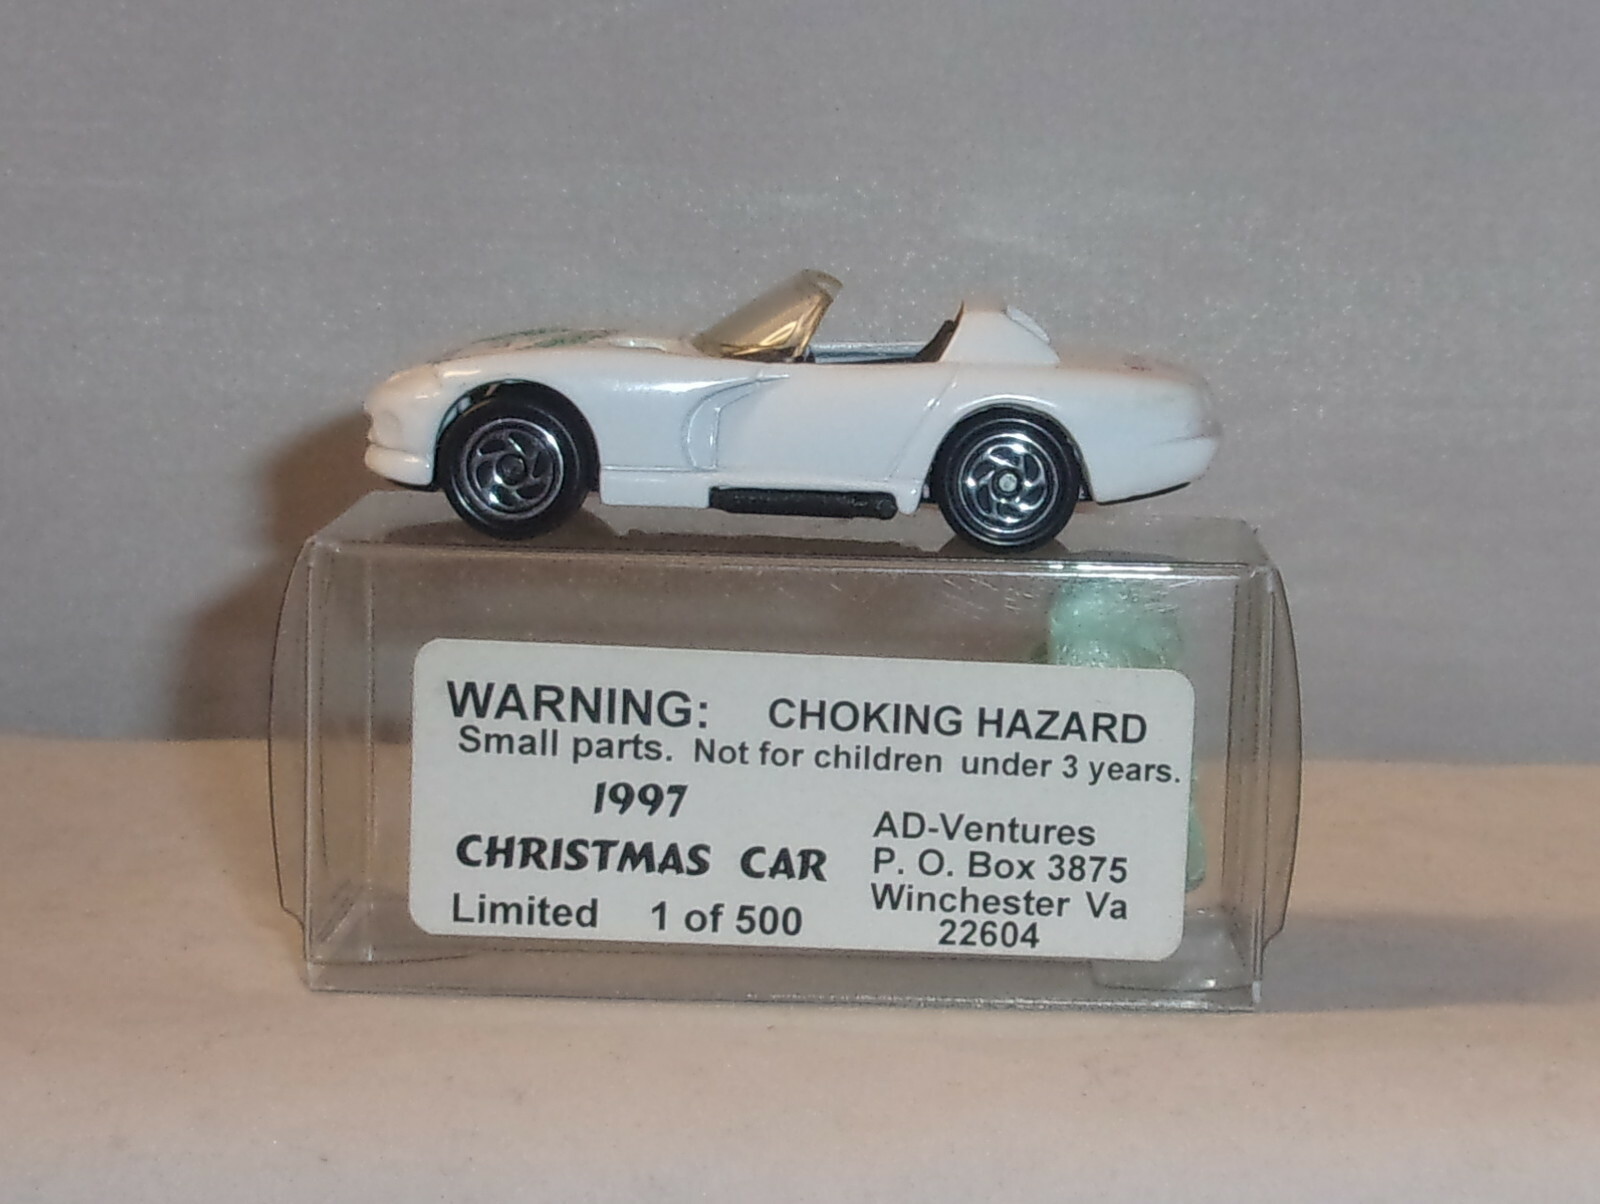 WARNING: CHOKING HAZARD
Small parts. Not for children under 3 years.
1997
CHRISTMAS CAR
Limited 1 of 500
AD-Ventures
P. O. Box 3875
Winchester Va
22604